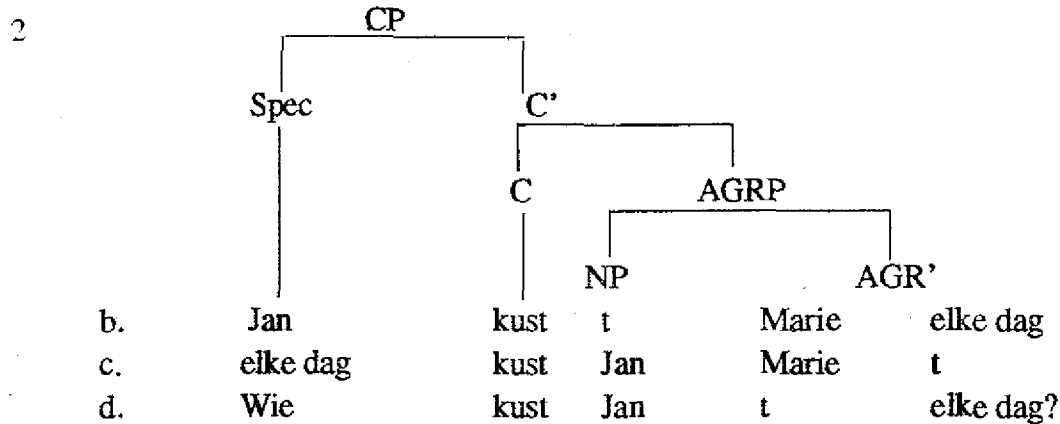 2 CP
Spec C’
C AGRP
NP AGR’
b. Jan kust t Marie elke dag
c. elke dag kust Jan Marie t
d. Wie kust Jan t elke dag?